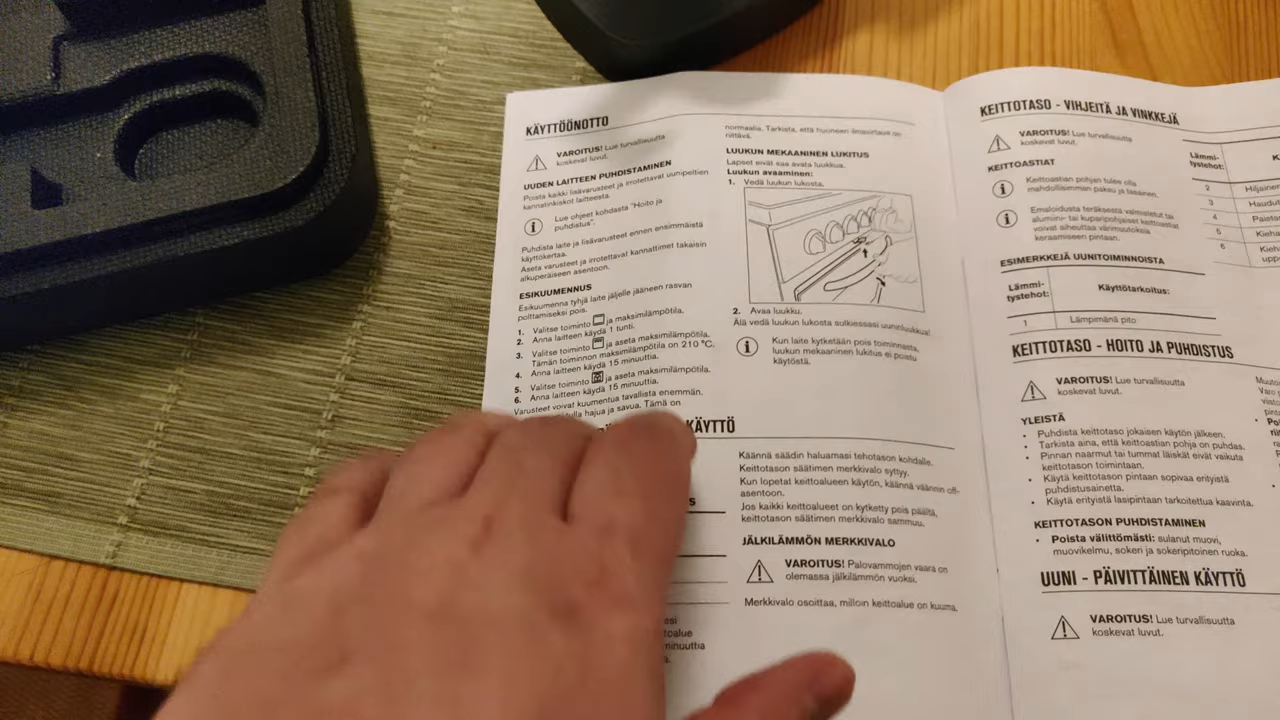 KÄYTTÖÖNOTTO
VAROITUS! Lue turvallisuutta
koskevat luvut.
UUDEN LAITTEEN PUHDISTAMINEN
Poista kaikki lisävarusteet ja irrotettavat uunipeltien
kannatinkiskot laitteesta.
Lue ohjeet kohdasta "Hoito ja
puhdistus".
Puhdista laite ja lisävarusteet ennen ensimmäistä
käyttökertaa.
Aseta varusteet ja irrotettavat kannattimet takaisin
alkuperäiseen asentoon.
ESIKUUMENNUS
Esikuumenna tyhjä laite jäljelle jääneen rasvan
polttamiseksi pois.
1. Valitse toiminto ja maksimilämpötila.
2. Anna laitteen käydä 1 tunti.
3. Valitse toiminto ja aseta maksimilämpötila.
Tämän toiminnon maksimilämpötila on 210 °C.
4. Anna laitteen käydä 15 minuuttia.
5. Valitse toiminto ja aseta maksimilämpötila.
6. Anna laitteen käydä 15 minuuttia.
Varusteet voivat kuumentua tavallista enemmän.
hajua ja savua. Tämä on
normaalia. Tarkista, että huoneen ilmanvirtaus on
riittävä.
LUUKUN MEKAANINEN LUKITUS
Lapset eivät saa avata luukkua.
Luukun avaaminen:
1. Vedä luukun lukosta.
2. Avaa luukku.
Älä vedä luukun lukosta sulkiessasi uuninluukkua!
Kun laite kytketään pois toiminnasta,
luukun mekaaninen lukitus ei poistu
käytöstä.
KÄYTTÖ
Käännä säädin haluamasi tehotason kohdalle.
Keittotason säätimen merkkivalo syttyy.
Kun lopetat keittoalueen käytön, käännä väännin off-
asentoon.
Jos kaikki keittoalueet on kytketty pois päältä,
keittotason säätimen merkkivalo sammuu.
JÄLKILÄMMÖN MERKKIVALO
VAROITUS! Palovammojen vaara on
olemassa jälkilämmön vuoksi.
Merkkivalo osoittaa, milloin keittoalue on kuuma.
KEITTOTASO - VIHJEITÄ JA VINKKEJÄ
VAROITUS! Lue turvallisuutta
koskevat luvut.
KEITTOASTIAT
Keittoastian pohjan tulee olla
mahdollisimman paksu ja tasainen.
Emaloidusta teräksestä valmistetut tai
alumiini- tai kuparipohjaiset keittoastiat
voivat aiheuttaa värimuutoksia
keraamiseen pintaan.
ESIMERKKEJÄ UUNITOIMINNOISTA
Lämmi-
tystehot:
Käyttötarkoitus:
1 Lämpimänä pito
Lämmi-
tystehot:
2
3
4
5
6
KEITTOTASO - HOITO JA PUHDISTUS
VAROITUS! Lue turvallisuutta
koskevat luvut.
YLEISTÄ
• Puhdista keittotaso jokaisen käytön jälkeen.
• Tarkista aina, että keittoastian pohja on puhdas.
• Pinnan naarmut tai tummat läiskät eivät vaikuta
keittotason toimintaan.
• Käytä keittotason pintaan sopivaa erityistä
puhdistusainetta.
• Käytä erityistä lasipintaan tarkoitettua kaavinta.
KEITTOTASON PUHDISTAMINEN
• Poista välittömästi: sulanut muovi,
muovikelmu, sokeri ja sokeripitoinen ruoka.
UUNI - PÄIVITTÄINEN KÄYTTÖ
VAROITUS! Lue turvallisuutta
koskevat luvut.